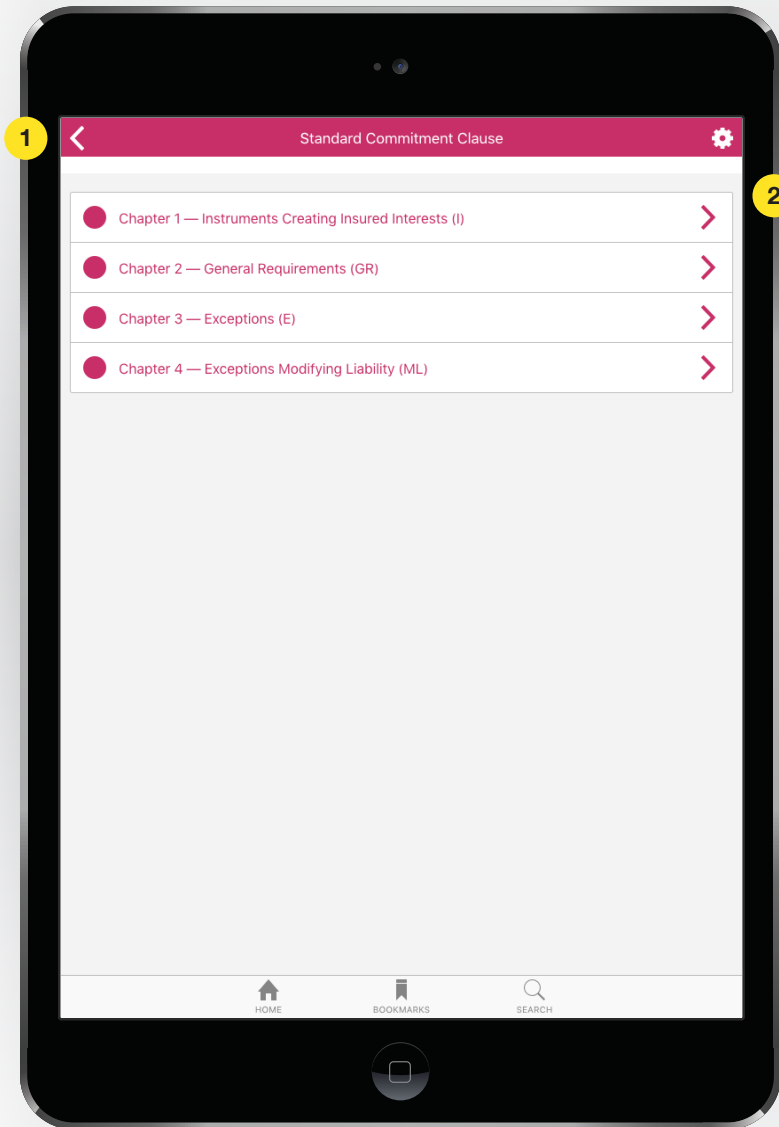 1
Standard Commitment Clause
2
Chapter 1 — Instruments Creating Insured Interests (I)
Chapter 2 — General Requirements (GR)
Chapter 3 — Exceptions (E)
Chapter 4 — Exceptions Modifying Liability (ML)
HOME BOOKMARKS SEARCH